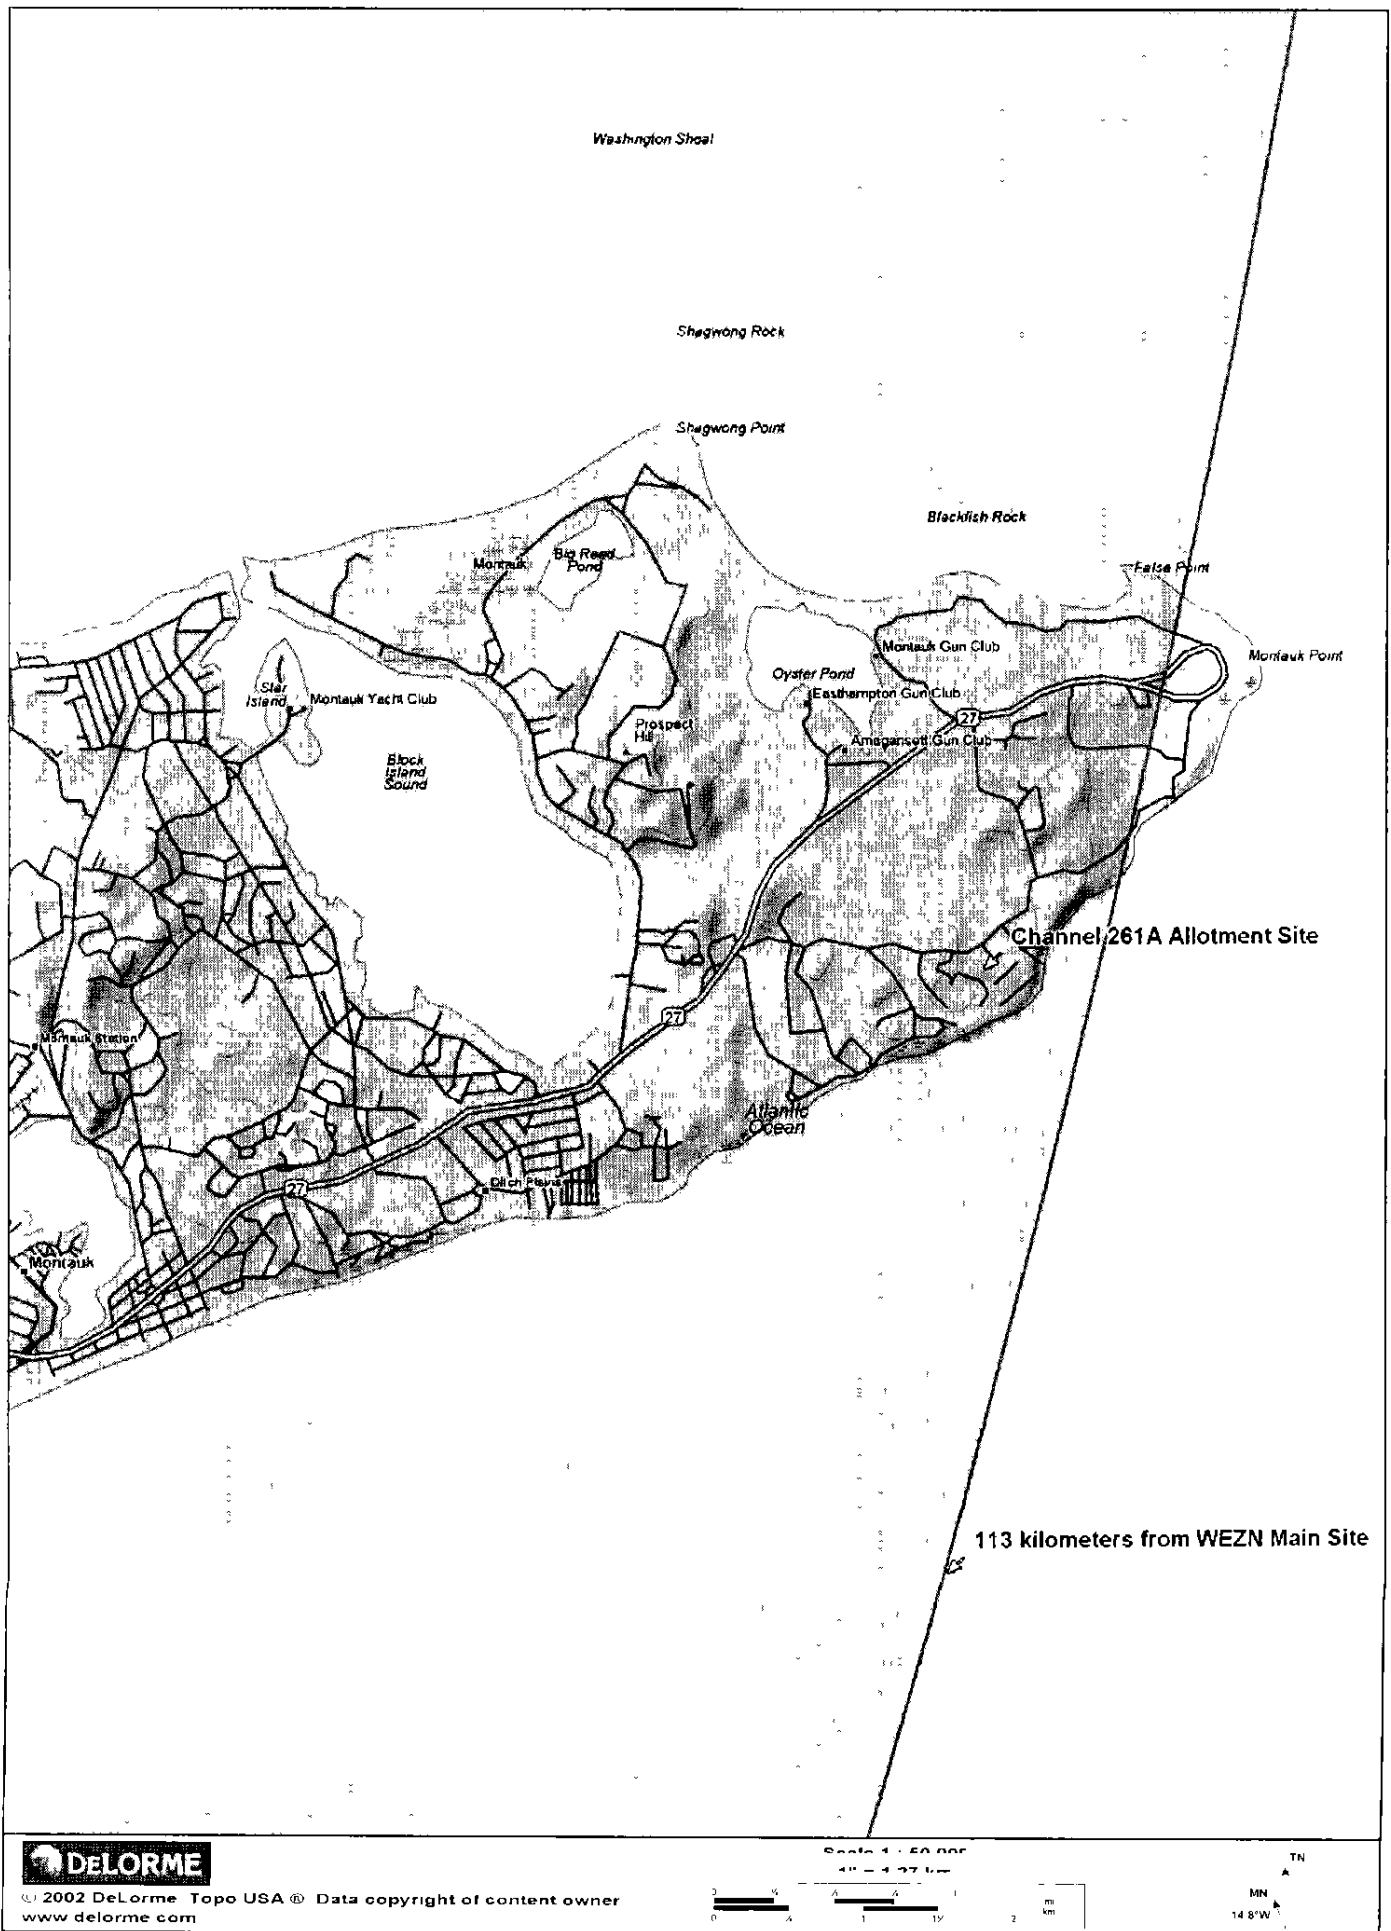 Washington Shoal
Shagwong Rock
Shagwong Point
Blackfish Rock
Montauk
Big Reed
Pond
False Point
Montauk Gun Club
Montauk Point
Oyster Pond
Star
Island
Montauk Yacht Club
Easthampton Gun Club
27
Prospect
Hill
Amagansett Gun Club
Block
Island
Sound
Channel 261A Allotment Site
27
Montauk Station
Atlantic
Ocean
27
Ditch Plains
Montauk
113 kilometers from WEZN Main Site
DELORME
© 2002 DeLorme Topo USA ® Data copyright of content owner
www delorme com
TN
MN
14 8°W
mi
km